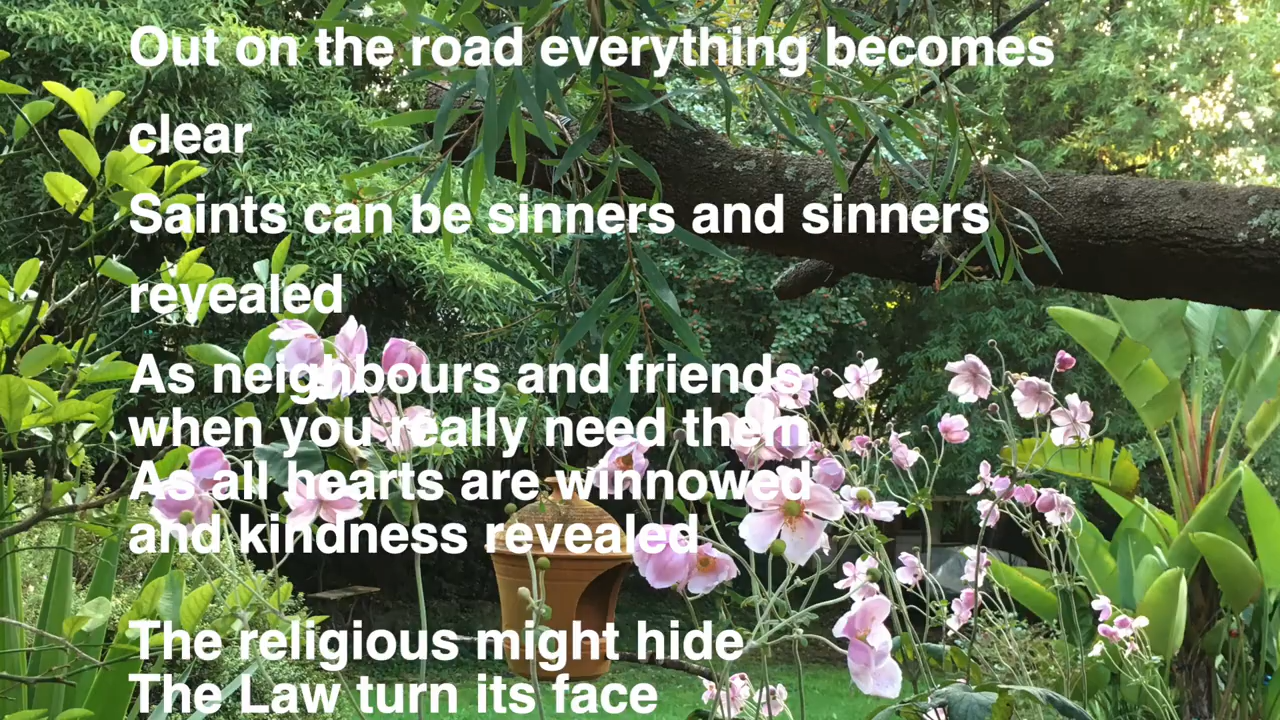 Out on the road everything becomes
clear
Saints can be sinners and sinners
revealed
As neighbours and friends
when you really need them
As all hearts are winnowed
and kindness revealed
The religious might hide
The Law turn its face